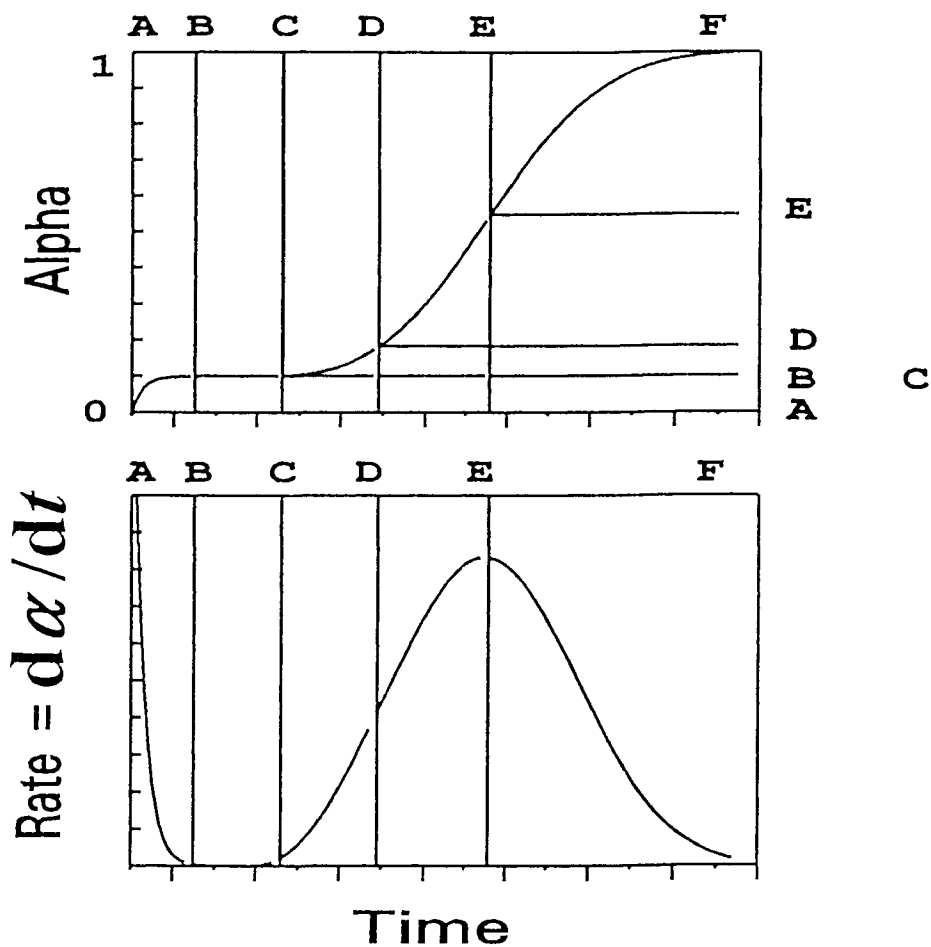 A B C D E F
1
Alpha
E
D
B C
A
0
A B C D E F
Rate = dα/dt
Time